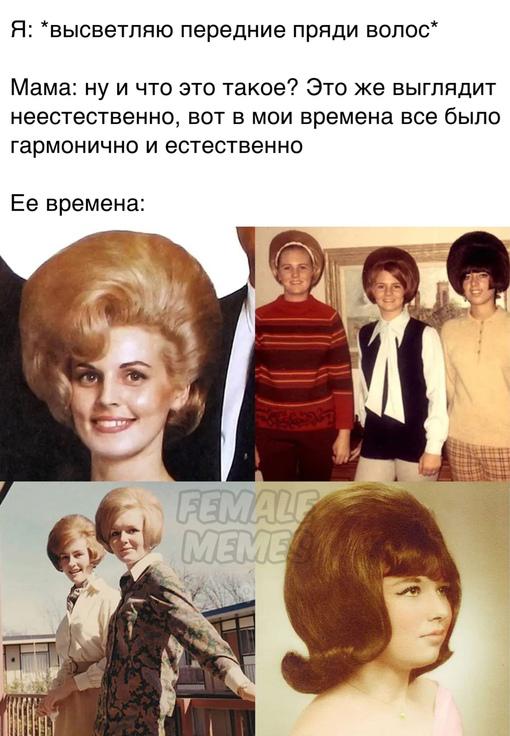 Я: *высветляю передние пряди волос*
Мама: ну и что это такое? Это же выглядит
неестественно, вот в мои времена все было
гармонично и естественно
Ее времена:
FEMALE
MEMES